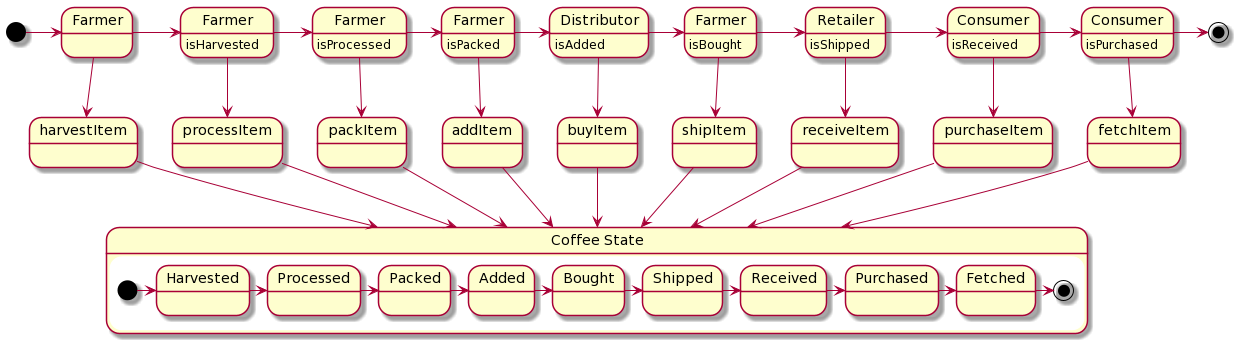 Farmer
Farmer
Farmer
Farmer
Distributor
Farmer
Retailer
Consumer
Consumer
isHarvested
isProcessed
isPacked
isAdded
isBought
isShipped
isReceived
isPurchased
harvestItem
processItem
packItem
addItem
buyItem
shipItem
receiveItem
purchaseItem
fetchItem
Coffee State
Harvested
Processed
Packed
Added
Bought
Shipped
Received
Purchased
Fetched